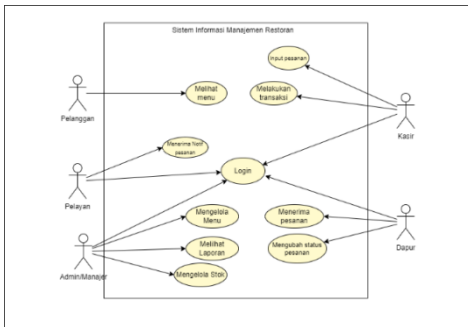 Sistem Informasi Manajemen Restoran
Input pesanan
Melihat
menu
Melakukan
transaksi
Pelanggan
Kasir
Menerima Notif
pesanan
Login
Pelayan
Mengelola
Menu
Menerima
pesanan
Melihat
Laporan
Mengubah status
pesanan
Dapur
Admin/Manajer
Mengelola Stok